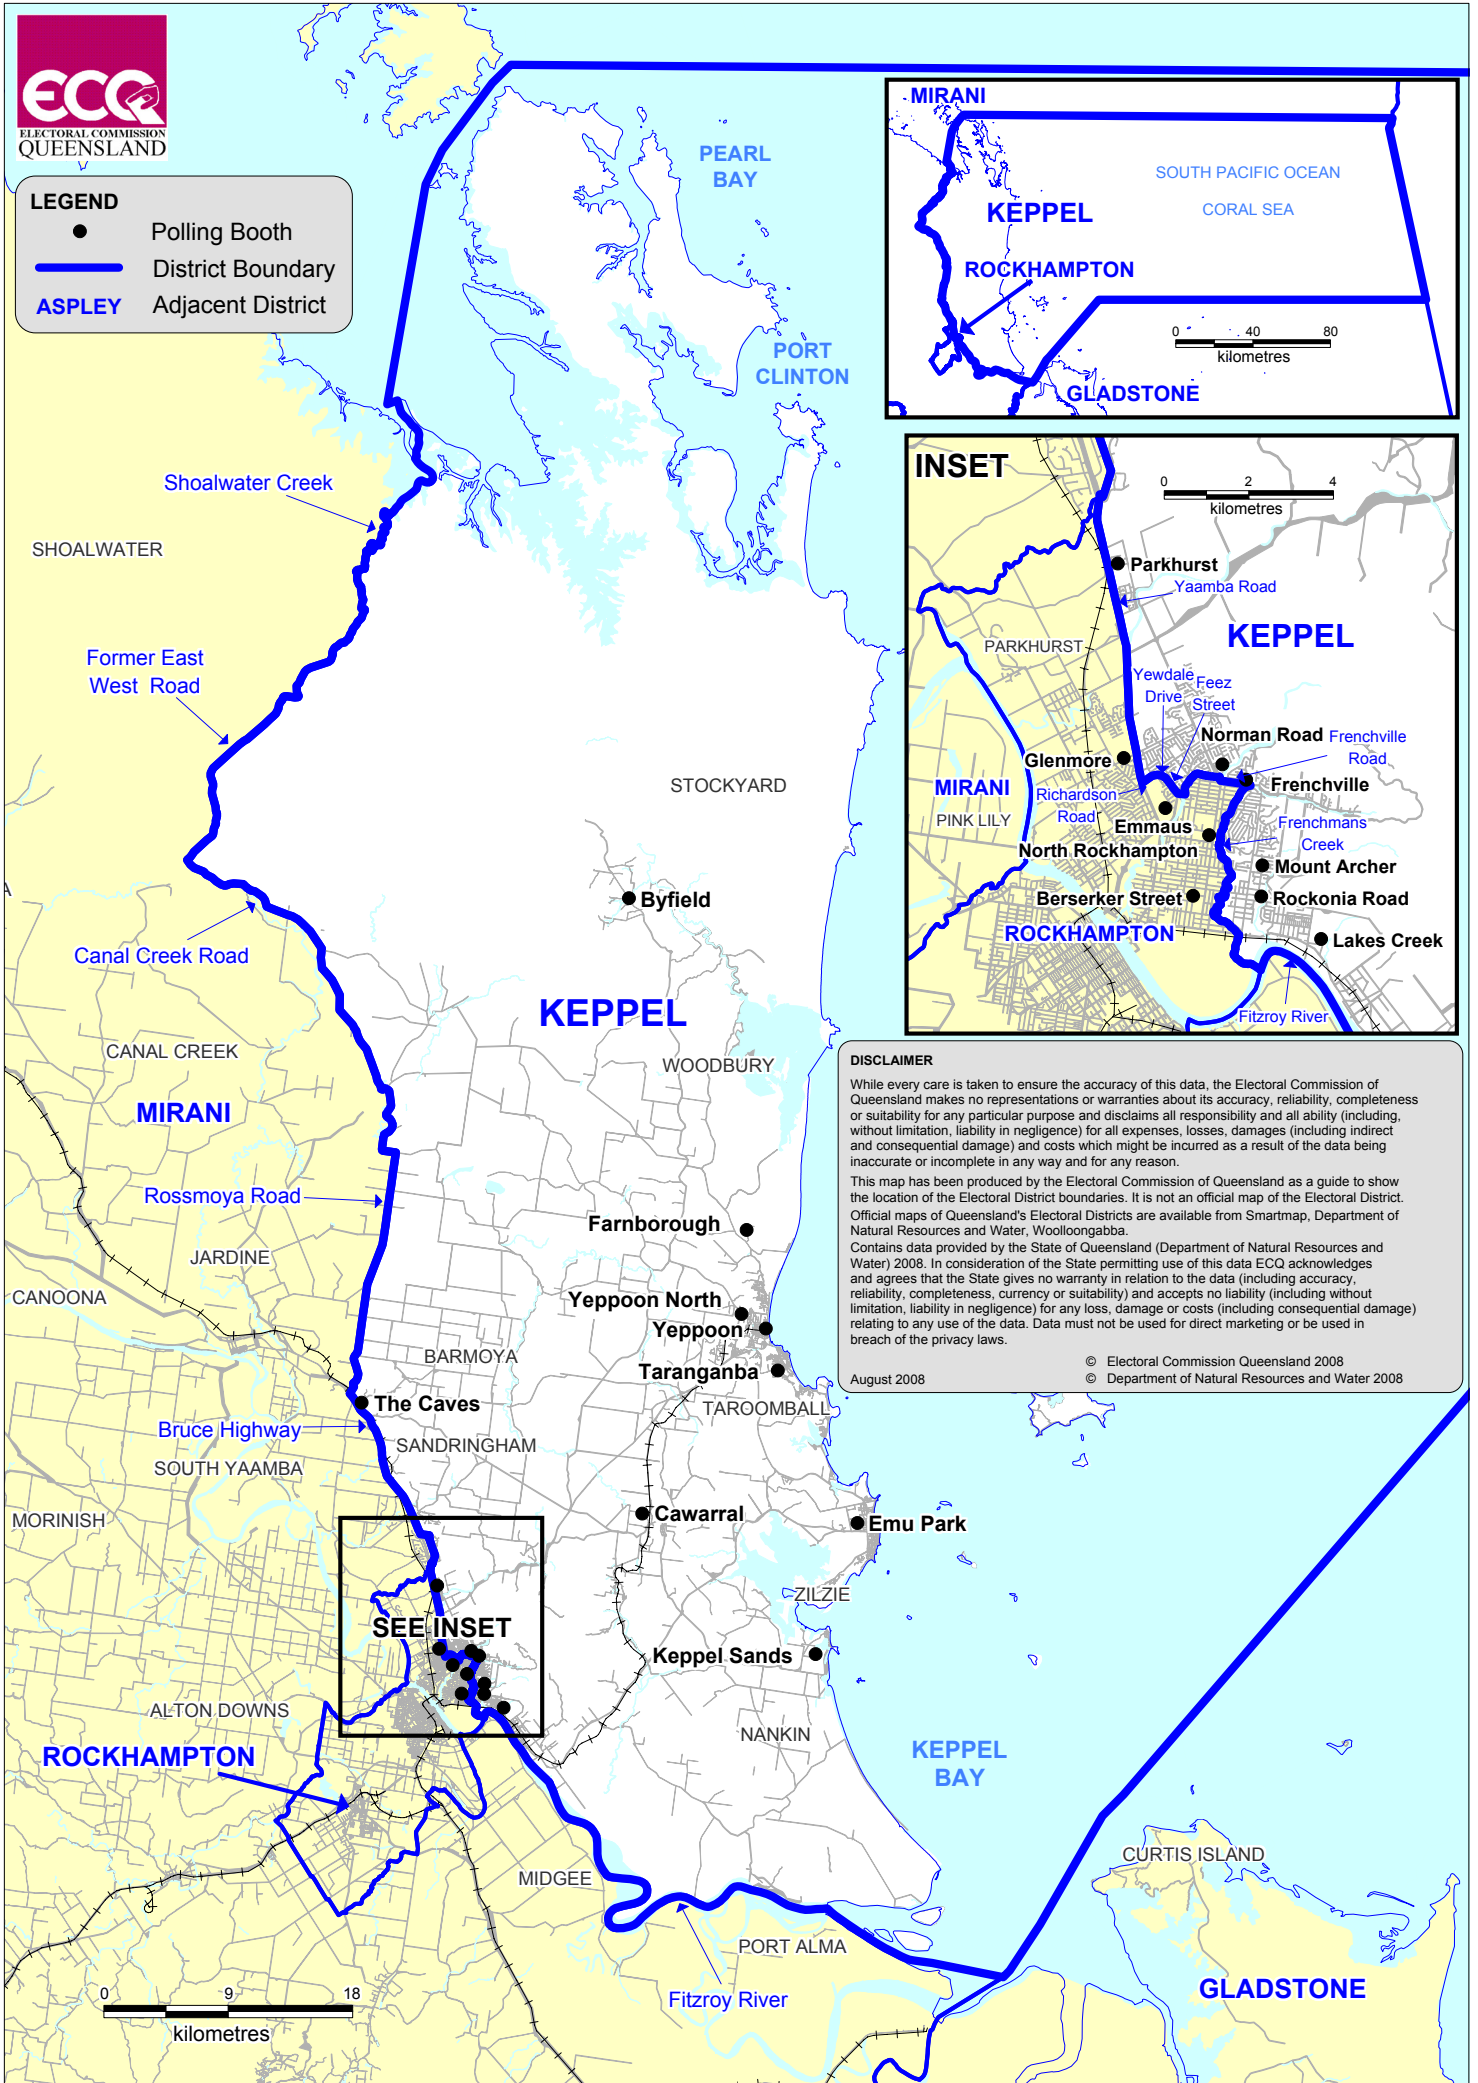 ECQ
ELECTORAL COMMISSION
QUEENSLAND
LEGEND
Polling Booth
District Boundary
ASPLEY Adjacent District
PEARL
BAY
PORT
CLINTON
MIRANI
SOUTH PACIFIC OCEAN
CORAL SEA
KEPPEL
ROCKHAMPTON
0 40 80
kilometres
GLADSTONE
INSET
0 2 4
kilometres
Parkhurst
Yaamba Road
KEPPEL
PARKHURST
Yewdale
Drive
Feez
Street
Norman Road
Frenchville
Road
Glenmore
Frenchville
MIRANI
Richardson
Road
PINK LILY
Emmaus
Frenchmans
Creek
North Rockhampton
Mount Archer
Berserker Street
Rockonia Road
ROCKHAMPTON
Lakes Creek
Fitzroy River
Shoalwater Creek
SHOALWATER
Former East
West Road
STOCKYARD
A
Byfield
Canal Creek Road
KEPPEL
CANAL CREEK
WOODBURY
MIRANI
Rossmoya Road
Farnborough
JARDINE
CANOONA
Yeppoon North
Yeppoon
BARMOYA
Taranganba
The Caves
TAROOMBALL
Bruce Highway
SANDRINGHAM
SOUTH YAAMBA
MORINISH
Cawarral
Emu Park
ZILZIE
SEE INSET
Keppel Sands
ALTON DOWNS
NANKIN
ROCKHAMPTON
KEPPEL
BAY
MIDGEE
CURTIS ISLAND
PORT ALMA
GLADSTONE
Fitzroy River
0 9 18
kilometres
DISCLAIMER
While every care is taken to ensure the accuracy of this data, the Electoral Commission of
Queensland makes no representations or warranties about its accuracy, reliability, completeness
or suitability for any particular purpose and disclaims all responsibility and all ability (including,
without limitation, liability in negligence) for all expenses, losses, damages (including indirect
and consequential damage) and costs which might be incurred as a result of the data being
inaccurate or incomplete in any way and for any reason.
This map has been produced by the Electoral Commission of Queensland as a guide to show
the location of the Electoral District boundaries. It is not an official map of the Electoral District.
Official maps of Queensland's Electoral Districts are available from Smartmap, Department of
Natural Resources and Water, Woolloongabba.
Contains data provided by the State of Queensland (Department of Natural Resources and
Water) 2008. In consideration of the State permitting use of this data ECQ acknowledges
and agrees that the State gives no warranty in relation to the data (including accuracy,
reliability, completeness, currency or suitability) and accepts no liability (including without
limitation, liability in negligence) for any loss, damage or costs (including consequential damage)
relating to any use of the data. Data must not be used for direct marketing or be used in
breach of the privacy laws.
© Electoral Commission Queensland 2008
August 2008 © Department of Natural Resources and Water 2008